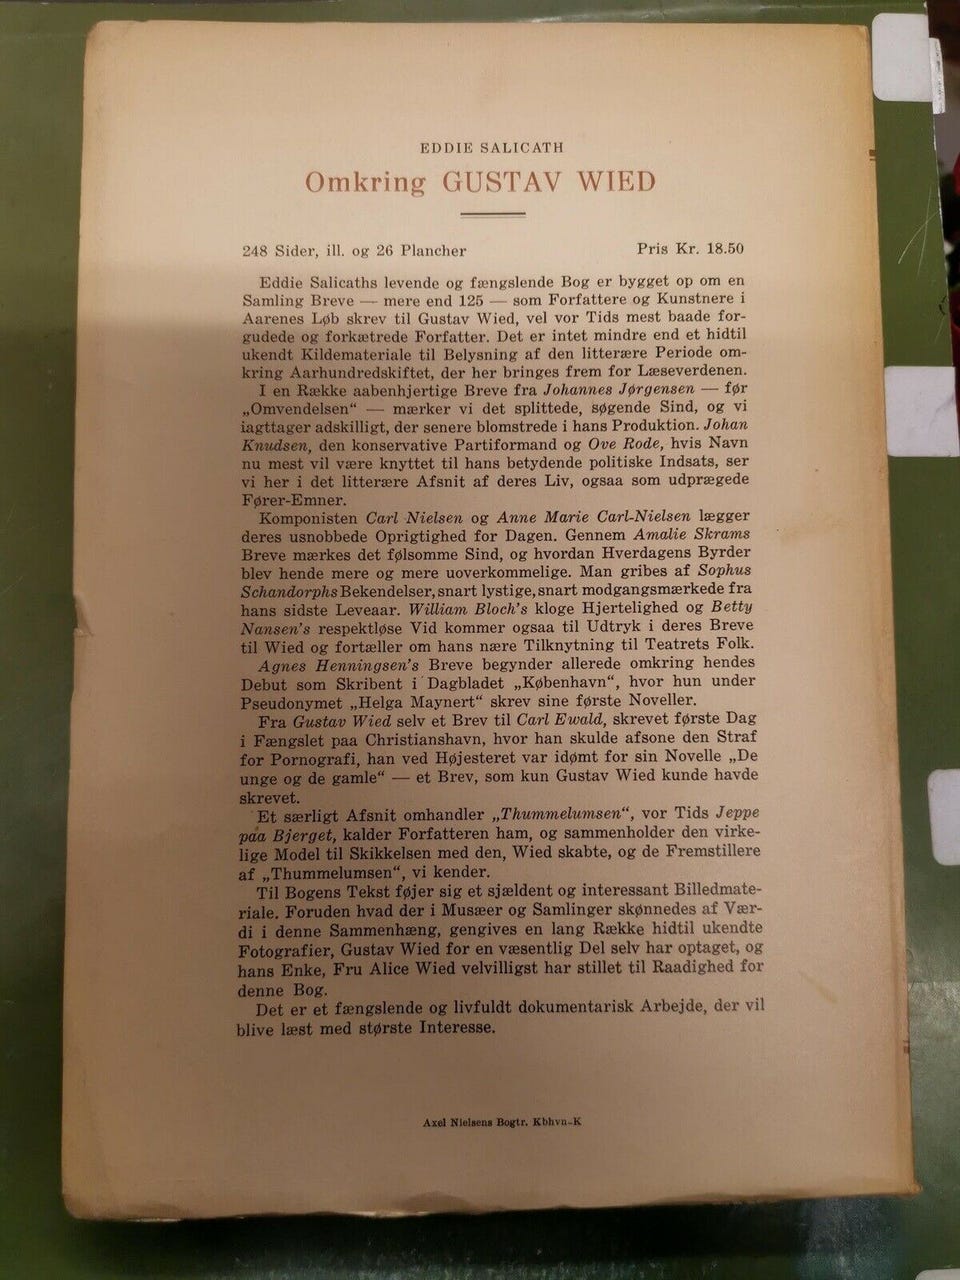 EDDIE SALICATH
Omkring GUSTAV WIED
248 Sider, ill. og 26 Plancher Pris Kr. 18.50
Eddie Salicaths levende og fængslende Bog er bygget op om en
Samling Breve — mere end 125 — som Forfattere og Kunstnere i
Aarenes Løb skrev til Gustav Wied, vel vor Tids mest baade for-
gudede og forkætrede Forfatter. Det er intet mindre end et hidtil
ukendt Kildemateriale til Belysning af den litterære Periode om-
kring Aarhundredskiftet, der her bringes frem for Læseverdenen.
I en Række aabenhjertige Breve fra Johannes Jørgensen — før
„Omvendelsen“ — mærker vi det splittede, søgende Sind, og vi
iagttager adskilligt, der senere blomstrede i hans Produktion. Johan
Knudsen, den konservative Partiformand og Ove Rode, hvis Navn
nu mest vil være knyttet til hans betydende politiske Indsats, ser
vi her i det litterære Afsnit af deres Liv, ogsaa som udprægede
Fører-Emner.
Komponisten Carl Nielsen og Anne Marie Carl-Nielsen lægger
deres usnobbede Oprigtighed for Dagen. Gennem Amalie Skrams
Breve mærkes det følsomme Sind, og hvordan Hverdagens Byrder
blev hende mere og mere uoverkommelige. Man gribes af Sophus
Schandorphs Bekendelser, snart lystige, snart modgangsmærkede fra
hans sidste Leveaar. William Bloch's kloge Hjertelighed og Betty
Nansen's respektløse Vid kommer ogsaa til Udtryk i deres Breve
til Wied og fortæller om hans nære Tilknytning til Teatrets Folk.
Agnes Henningsen's Breve begynder allerede omkring hendes
Debut som Skribent i Dagbladet „København“, hvor hun under
Pseudonymet „Helga Maynert“ skrev sine første Noveller.
Fra Gustav Wied selv et Brev til Carl Ewald, skrevet første Dag
i Fængslet paa Christianshavn, hvor han skulde afsone den Straf
for Pornografi, han ved Højesteret var idømt for sin Novelle „De
unge og de gamle“ — et Brev, som kun Gustav Wied kunde havde
skrevet.
Et særligt Afsnit omhandler „Thummelumsen“, vor Tids Jeppe
paa Bjerget, kalder Forfatteren ham, og sammenholder den virke-
lige Model til Skikkelsen med den, Wied skabte, og de Fremstillere
af „Thummelumsen“, vi kender.
Til Bogens Tekst føjer sig et sjældent og interessant Billedmate-
riale. Foruden hvad der i Musæer og Samlinger skønnedes af Vær-
di i denne Sammenhæng, gengives en lang Række hidtil ukendte
Fotografier, Gustav Wied for en væsentlig Del selv har optaget, og
hans Enke, Fru Alice Wied velvilligst har stillet til Raadighed for
denne Bog.
Det er et fængslende og livfuldt dokumentarisk Arbejde, der vil
blive læst med største Interesse.
Axel Nielsens Bogtr. Kbhvn-K